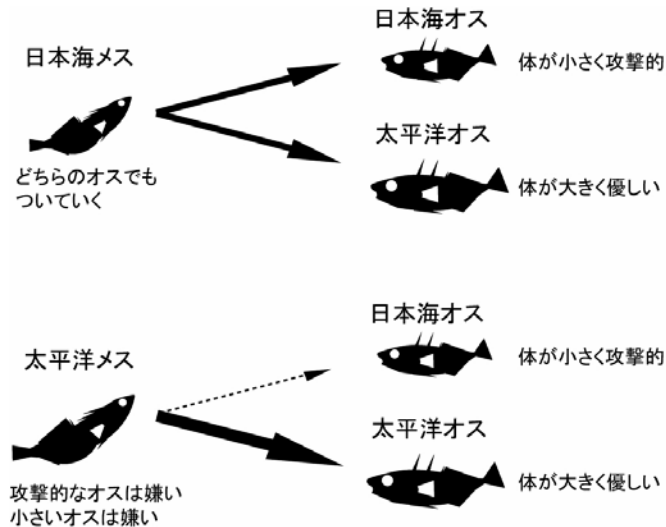 日本海メス
どちらのオスでも
ついていく
日本海オス
体が小さく攻撃的
太平洋オス
体が大きく優しい
太平洋メス
攻撃的なオスは嫌い
小さいオスは嫌い
日本海オス
体が小さく攻撃的
太平洋オス
体が大きく優しい